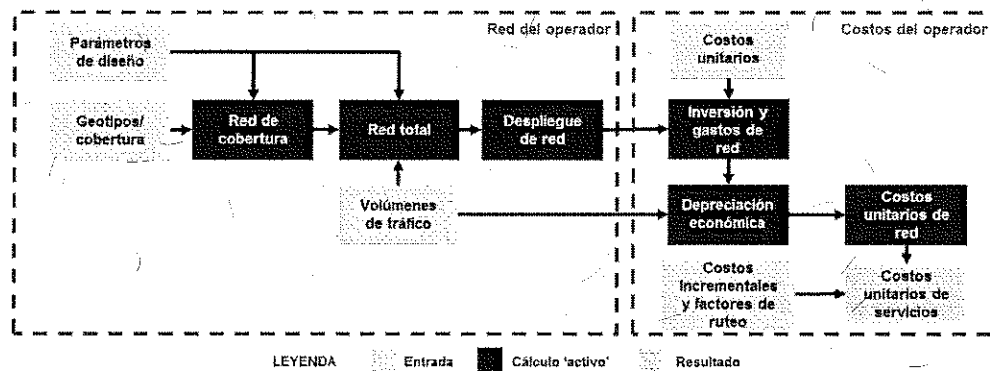 Red del operador
Costos del operador
Parámetros
de diseño
Costos
unitarios
Geotipos/
cobertura
Red de
cobertura
Red total
Despliegue
de red
Inversión y
gastos de
red
Volúmenes
de tráfico
Depreciación
económica
Costos
unitarios de
red
Costos
incrementales
y factores de
ruteo
Costos
unitarios de
servicios
LEYENDA
Entrada
Cálculo 'activo'
Resultado